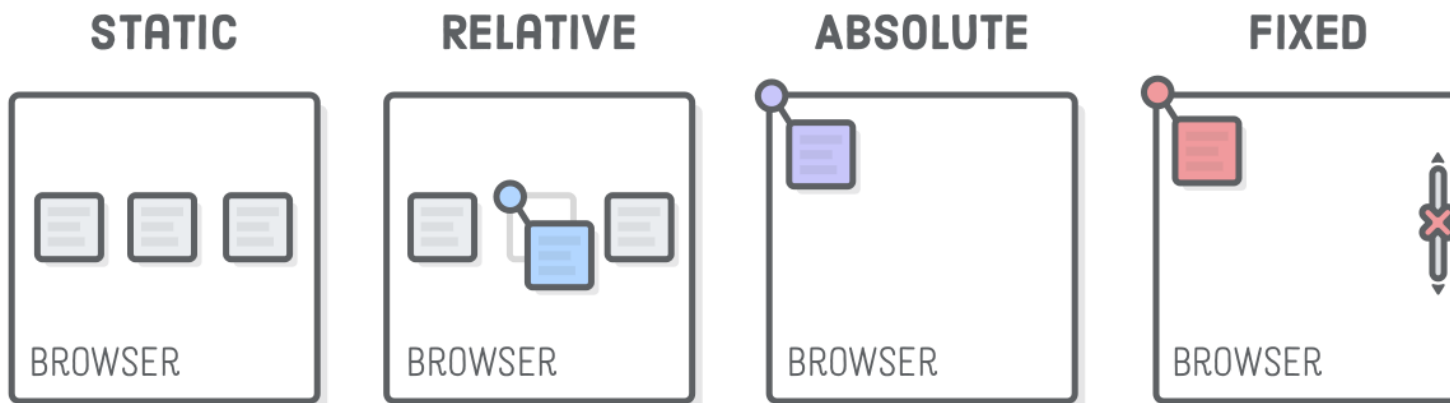 STATIC
RELATIVE
ABSOLUTE
FIXED
BROWSER
BROWSER
BROWSER
BROWSER